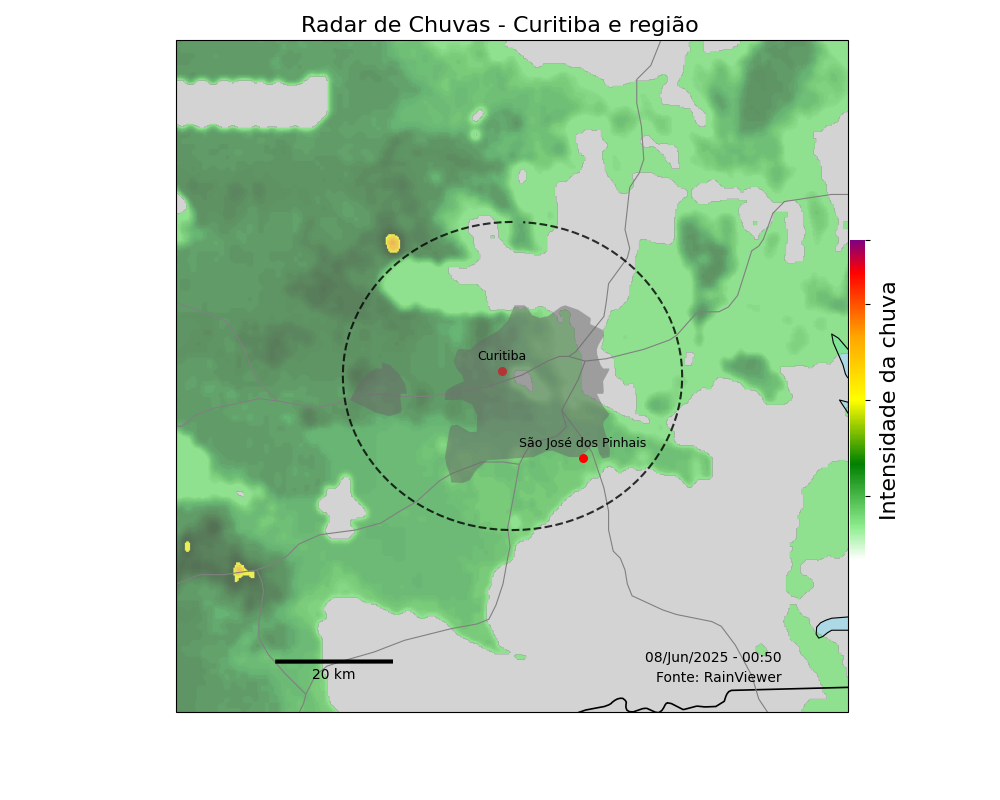 Radar de Chuvas - Curitiba e região
Curitiba
São José dos Pinhais
Intensidade da chuva
08/Jun/2025 - 00:50
Fonte: RainViewer
20 km